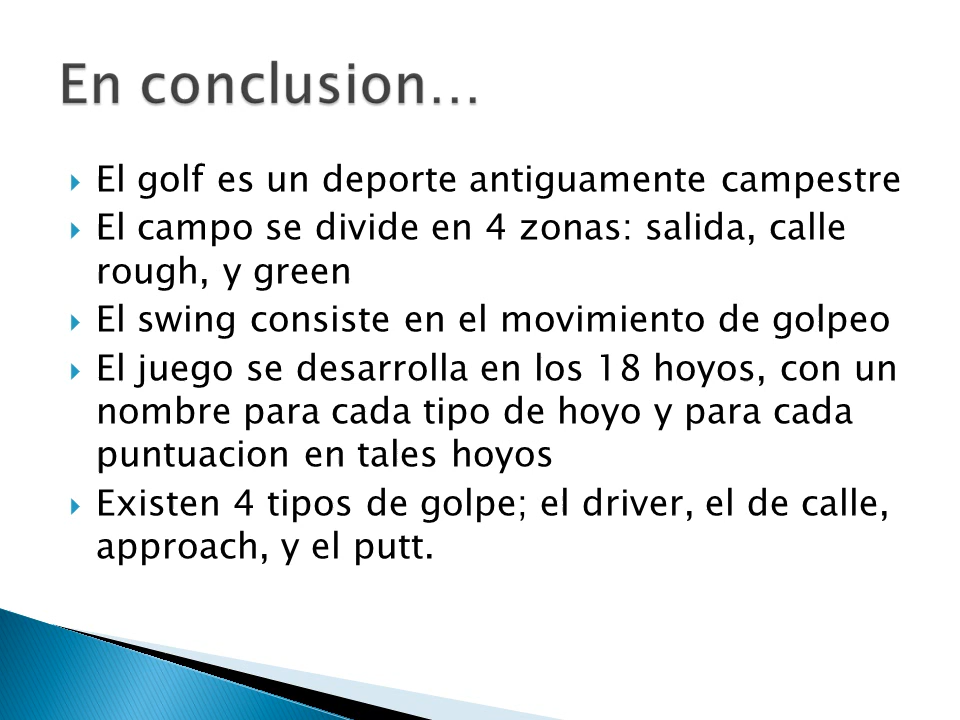 En conclusion…
El golf es un deporte antiguamente campestre
El campo se divide en 4 zonas: salida, calle
rough, y green
El swing consiste en el movimiento de golpeo
El juego se desarrolla en los 18 hoyos, con un
nombre para cada tipo de hoyo y para cada
puntuacion en tales hoyos
Existen 4 tipos de golpe; el driver, el de calle,
approach, y el putt.